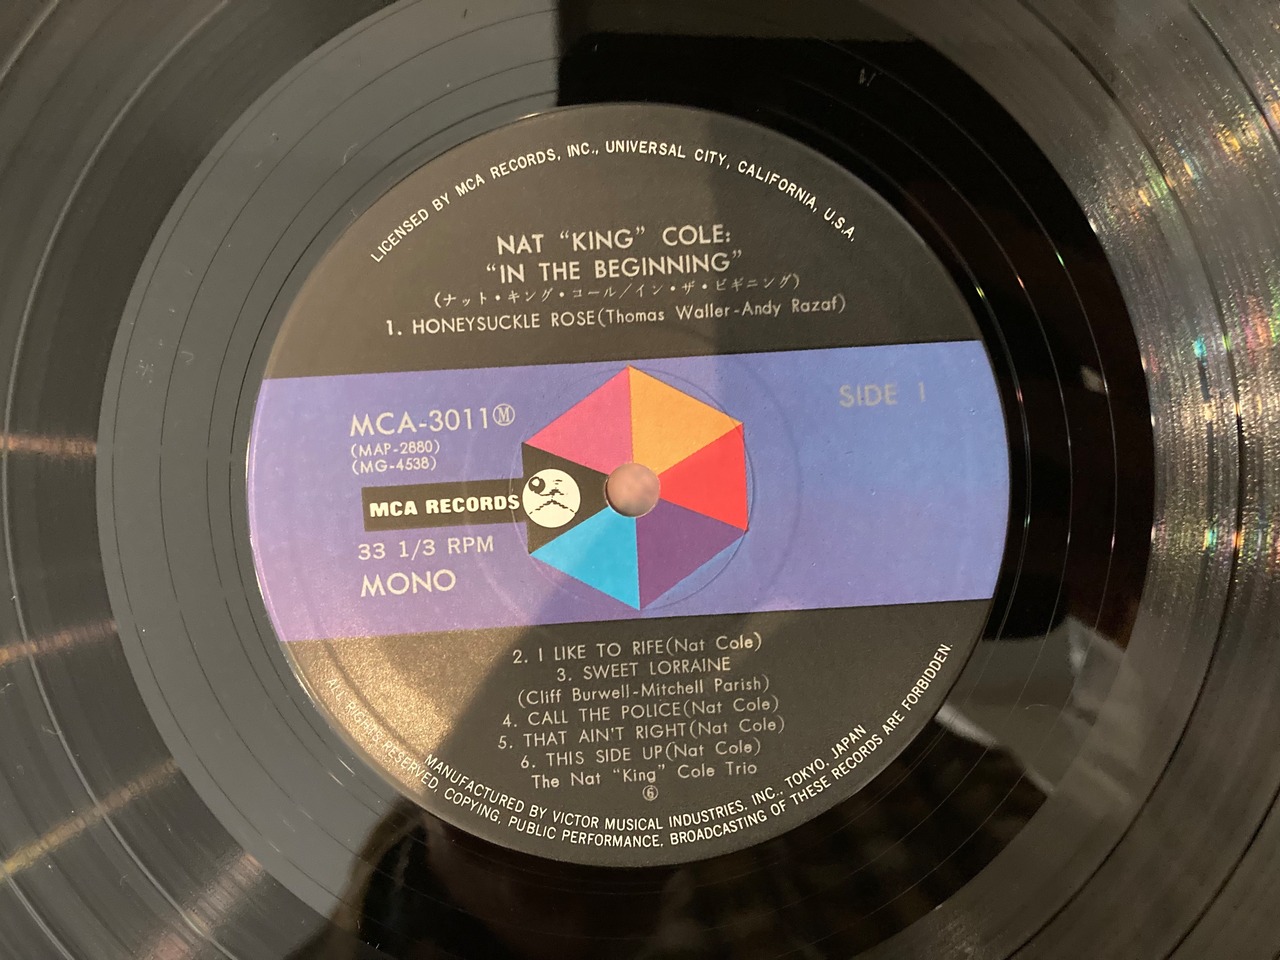 LICENSED BY MCA RECORDS, INC., UNIVERSAL CITY, CALIFORNIA, U.S.A.
NAT “KING” COLE:
“IN THE BEGINNING”
(ナット・キング・コール/イン・ザ・ビギニング)
1. HONEYSUCKLE ROSE(Thomas Waller-Andy Razaf)
SIDE 1
MCA-3011Ⓜ
(MAP-2880)
(MG-4538)
MCA RECORDS
33 1/3 RPM
MONO
2. I LIKE TO RIFE(Nat Cole)
3. SWEET LORRAINE
(Cliff Burwell-Mitchell Parish)
4. CALL THE POLICE(Nat Cole)
5. THAT AIN'T RIGHT(Nat Cole)
6. THIS SIDE UP(Nat Cole)
The Nat “King” Cole Trio
⑥
MANUFACTURED BY VICTOR MUSICAL INDUSTRIES, INC., TOKYO, JAPAN
ALL RIGHTS RESERVED, COPYING, PUBLIC PERFORMANCE, BROADCASTING OF THESE RECORDS ARE FORBIDDEN.